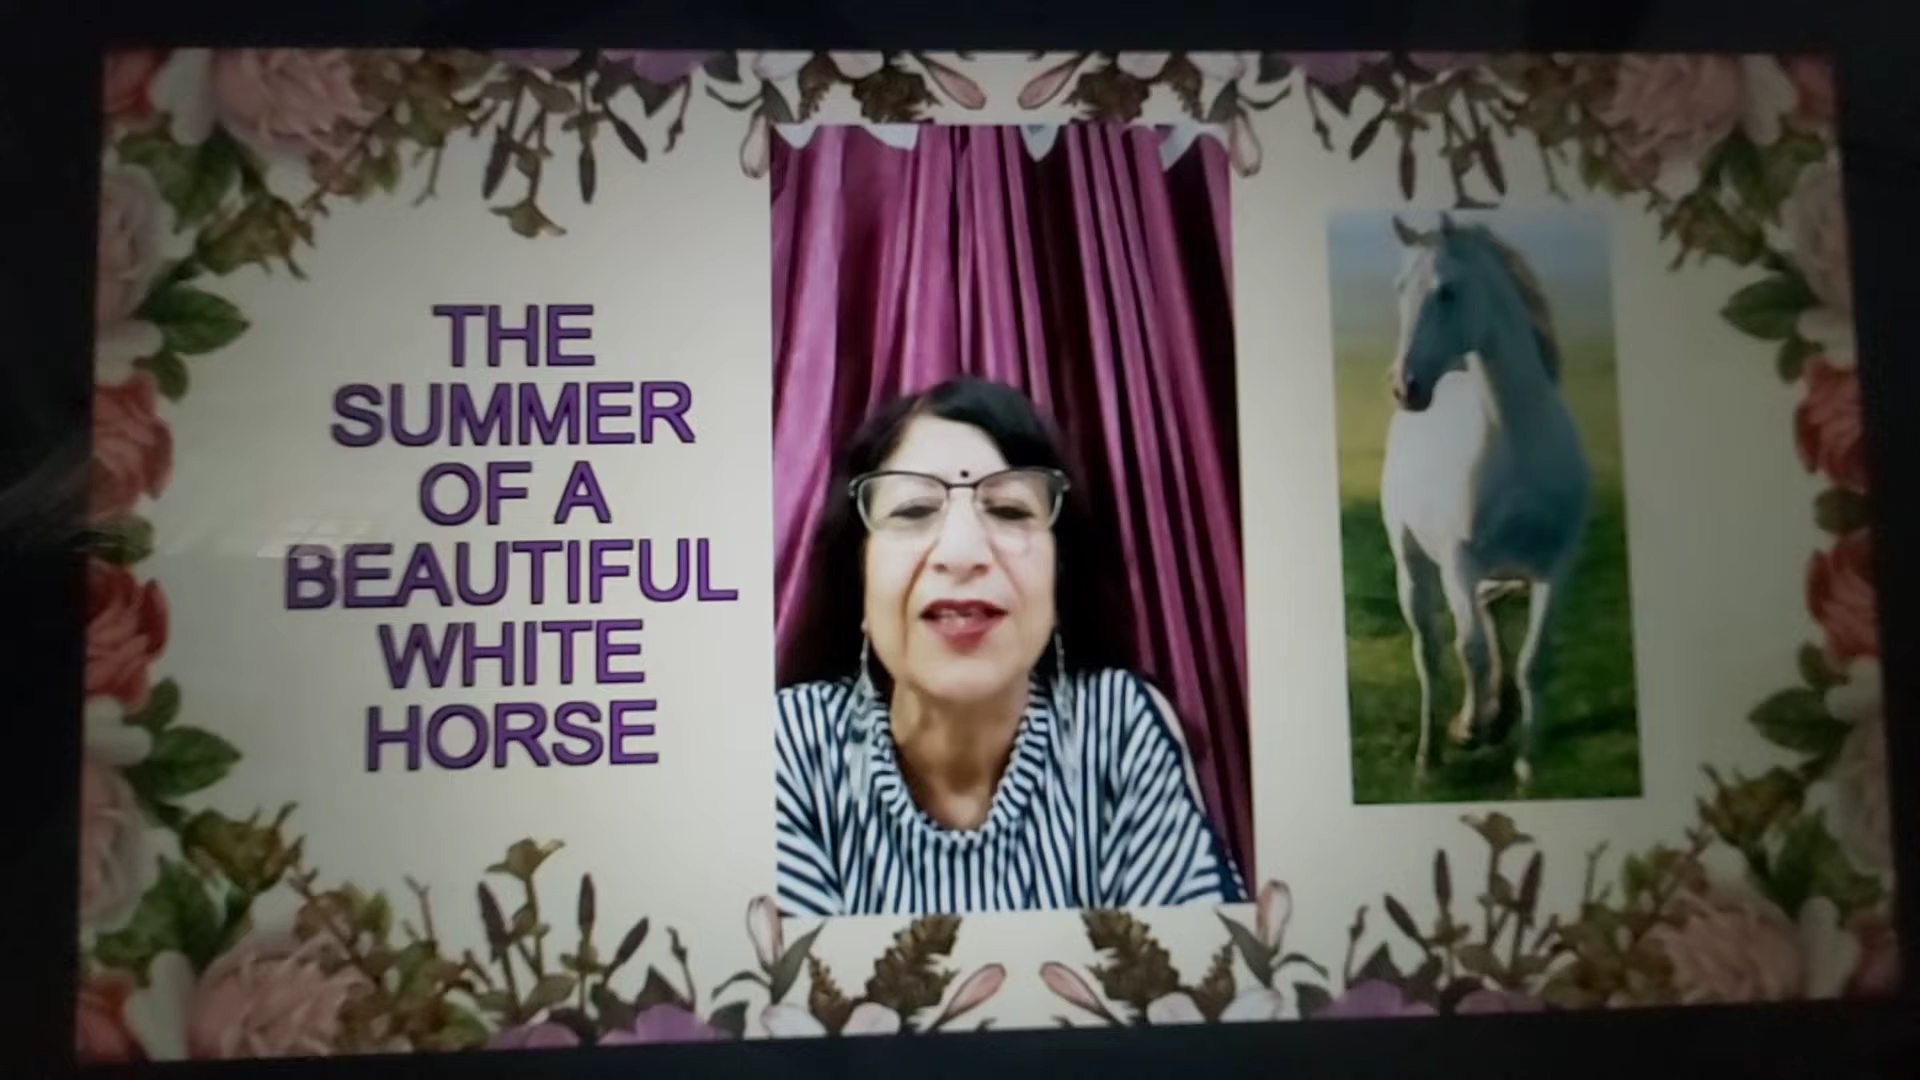 THE
SUMMER
OF A
BEAUTIFUL
WHITE
HORSE